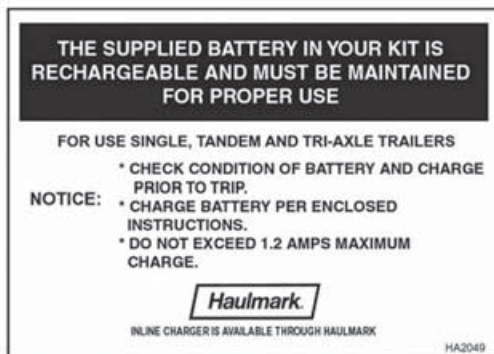 THE SUPPLIED BATTERY IN YOUR KIT IS
RECHARGEABLE AND MUST BE MAINTAINED
FOR PROPER USE
FOR USE SINGLE, TANDEM AND TRI-AXLE TRAILERS
NOTICE:
* CHECK CONDITION OF BATTERY AND CHARGE
PRIOR TO TRIP.
* CHARGE BATTERY PER ENCLOSED
INSTRUCTIONS.
* DO NOT EXCEED 1.2 AMPS MAXIMUM
CHARGE.
Haulmark.
INLINE CHARGER IS AVAILABLE THROUGH HAULMARK
HA2049